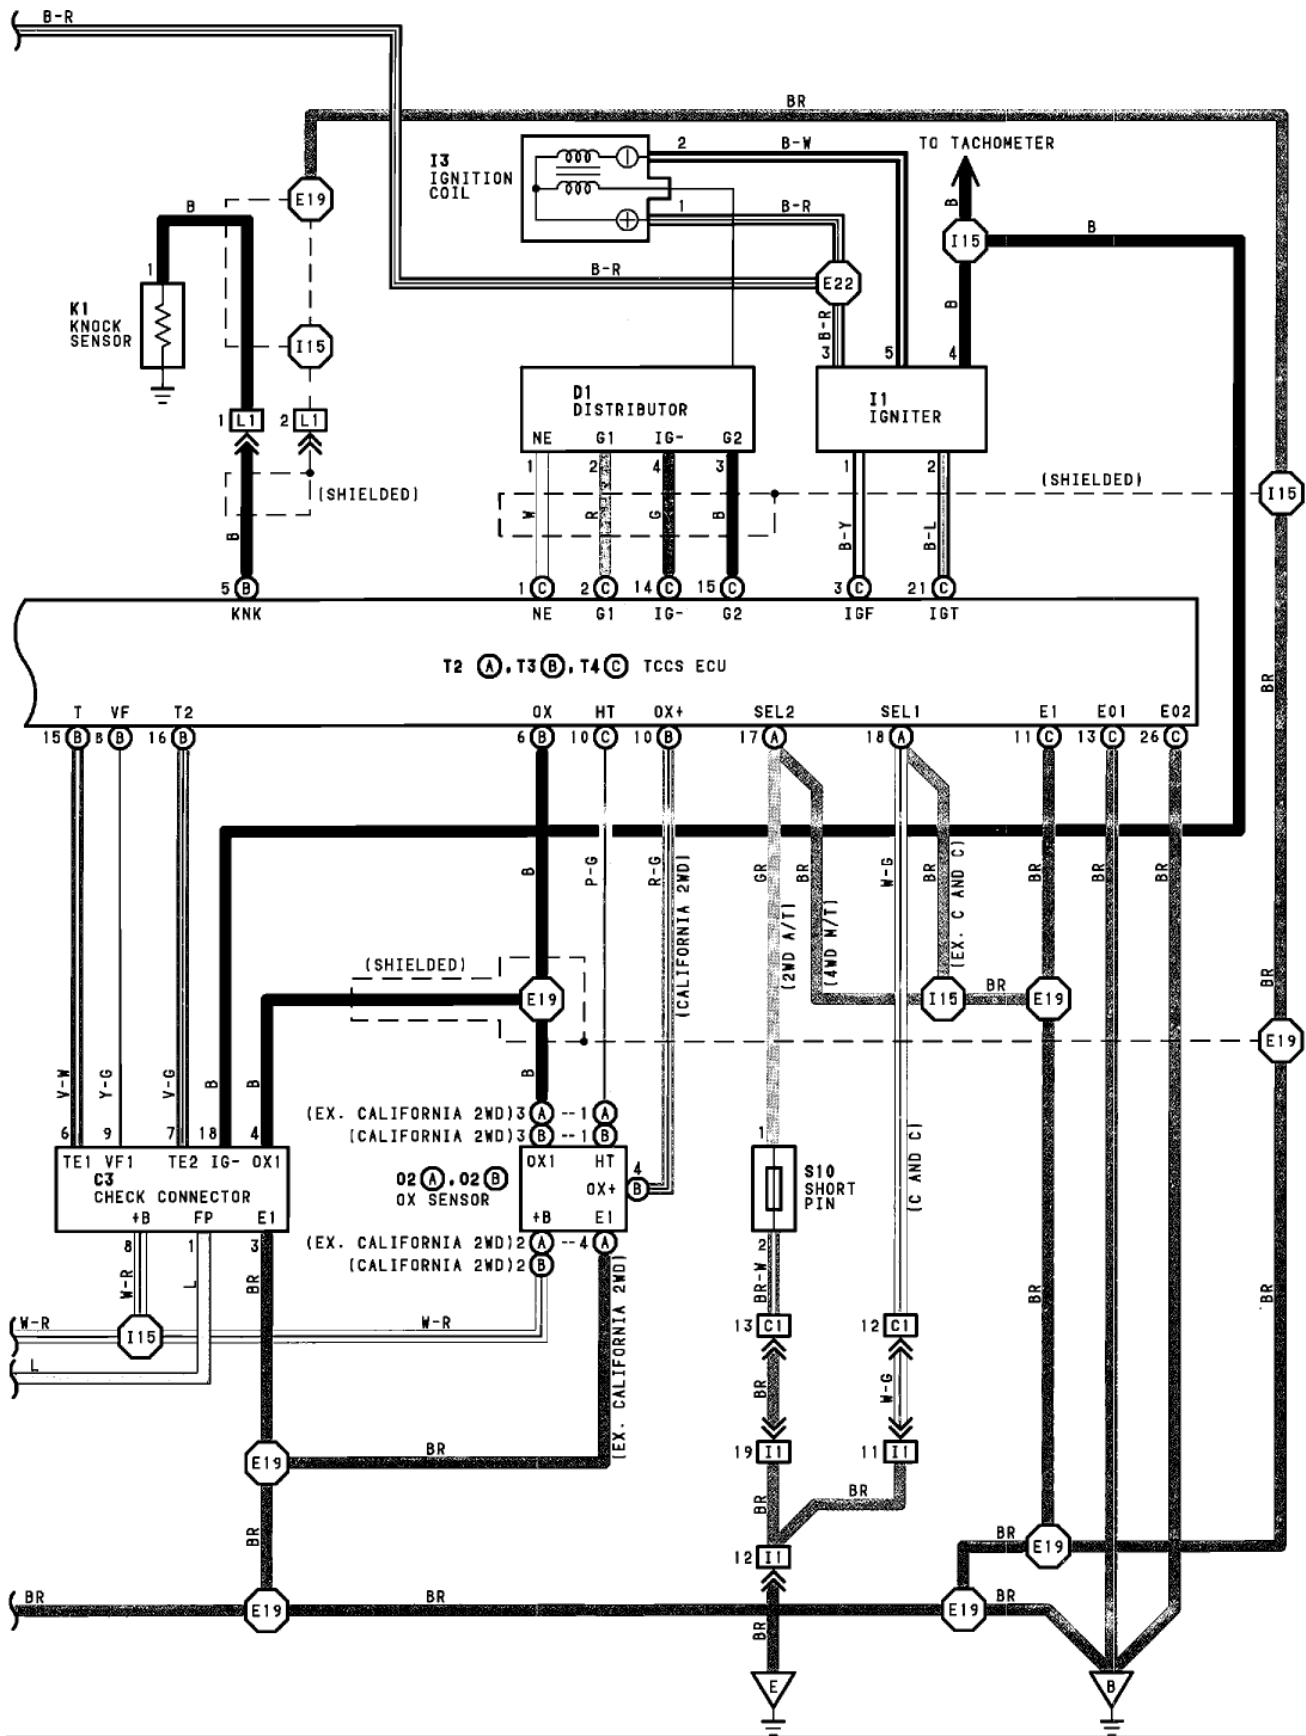 B-R
BR
I3
IGNITION
COIL
2
B-W
TO TACHOMETER
B
E19
B
1
B-R
I15
B
B-R
E22
B
1
K1
KNOCK
SENSOR
I15
B-R
3
5
4
D1
DISTRIBUTOR
I1
IGNITER
1
L1
2
L1
NE
G1
IG-
G2
1
2
4
3
1
2
(SHIELDED)
(SHIELDED)
I15
B
W
R
G
B
B-Y
B-L
5
B
1
C
2
C
14
C
15
C
3
C
21
C
KNK
NE
G1
IG-
G2
IGF
IGT
T2 A, T3 B, T4 C TCCS ECU
BR
T
VF
T2
OX
HT
OX+
SEL2
SEL1
E1
E01
E02
15
B
8
B
16
B
6
B
10
C
10
B
17
A
18
A
11
C
13
C
26
C
B
P-G
R-G
(CALIFORNIA 2WD)
GR
(2WD A/T)
BR
(4WD M/T)
W-G
BR
(EX. C AND C)
BR
BR
BR
(SHIELDED)
E19
I15
BR
E19
BR
E19
V-W
Y-G
V-G
B
B
B
6
9
7
18
4
(EX. CALIFORNIA 2WD)3
A
--1
A
(CALIFORNIA 2WD)3
B
--1
B
1
(C AND C)
TE1
VF1
TE2
IG-
OX1
C3
CHECK CONNECTOR
+B
FP
E1
O2 A, O2 B
OX SENSOR
OX1
HT
OX+
4
B
+B
E1
S10
SHORT
PIN
8
1
3
(EX. CALIFORNIA 2WD)2
A
--4
A
(CALIFORNIA 2WD)2
B
2
W-R
L
BR
(EX. CALIFORNIA 2WD)
BR-W
BR
BR
W-R
I15
W-R
13
C1
12
C1
L
BR
W-G
E19
BR
19
I1
11
I1
BR
BR
BR
BR
E19
12
I1
BR
E19
BR
E19
BR
BR
BR
E
B